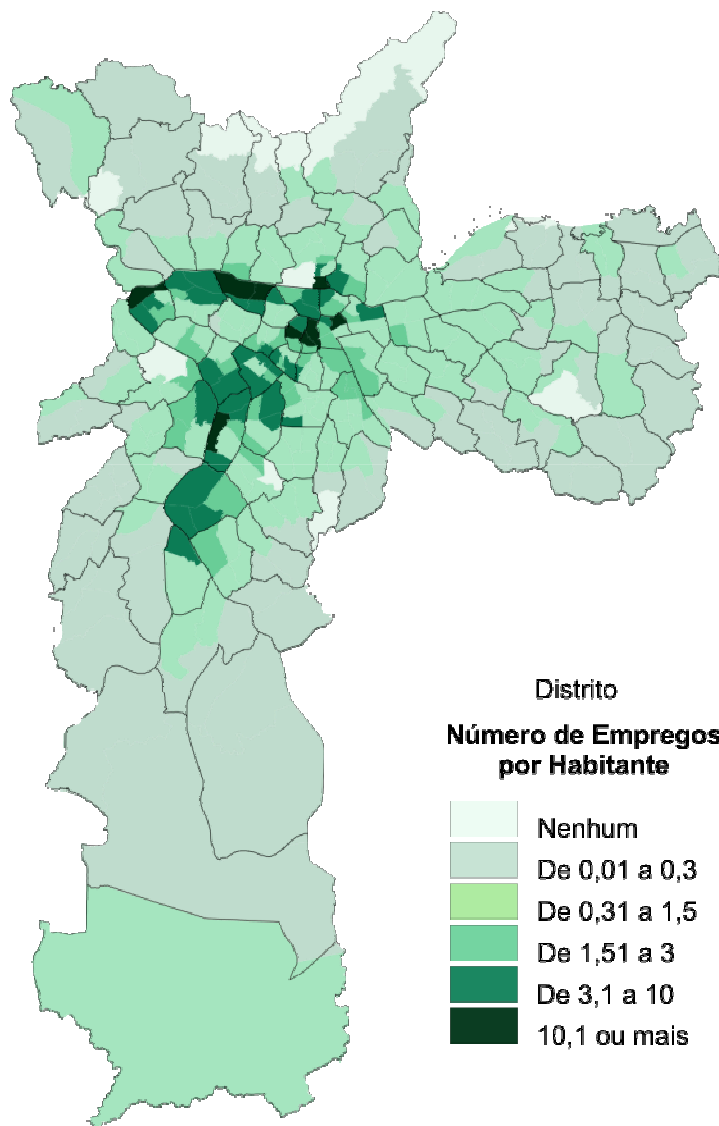 Distrito
Número de Empregos
por Habitante
Nenhum
De 0,01 a 0,3
De 0,31 a 1,5
De 1,51 a 3
De 3,1 a 10
10,1 ou mais